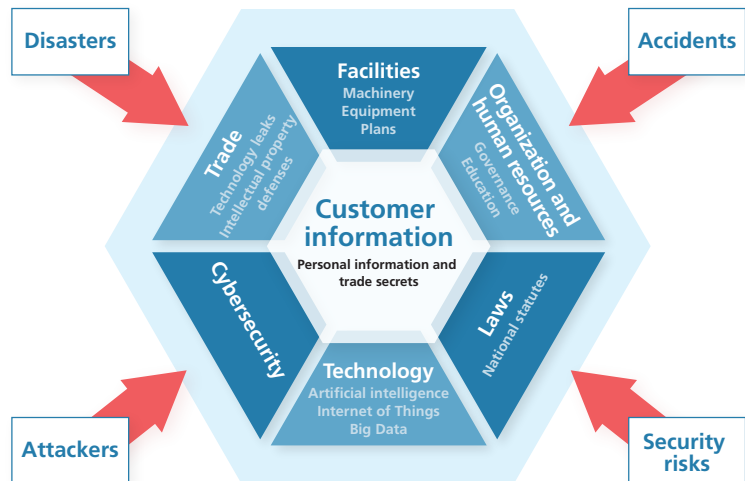 Disasters
Accidents
Facilities
Machinery
Equipment
Plans
Trade
Technology leaks
Intellectual property
defenses
Organization and
human resources
Governance
Education
Customer
information
Personal information and
trade secrets
Cybersecurity
Laws
National statutes
Technology
Artificial intelligence
Internet of Things
Big Data
Attackers
Security
risks